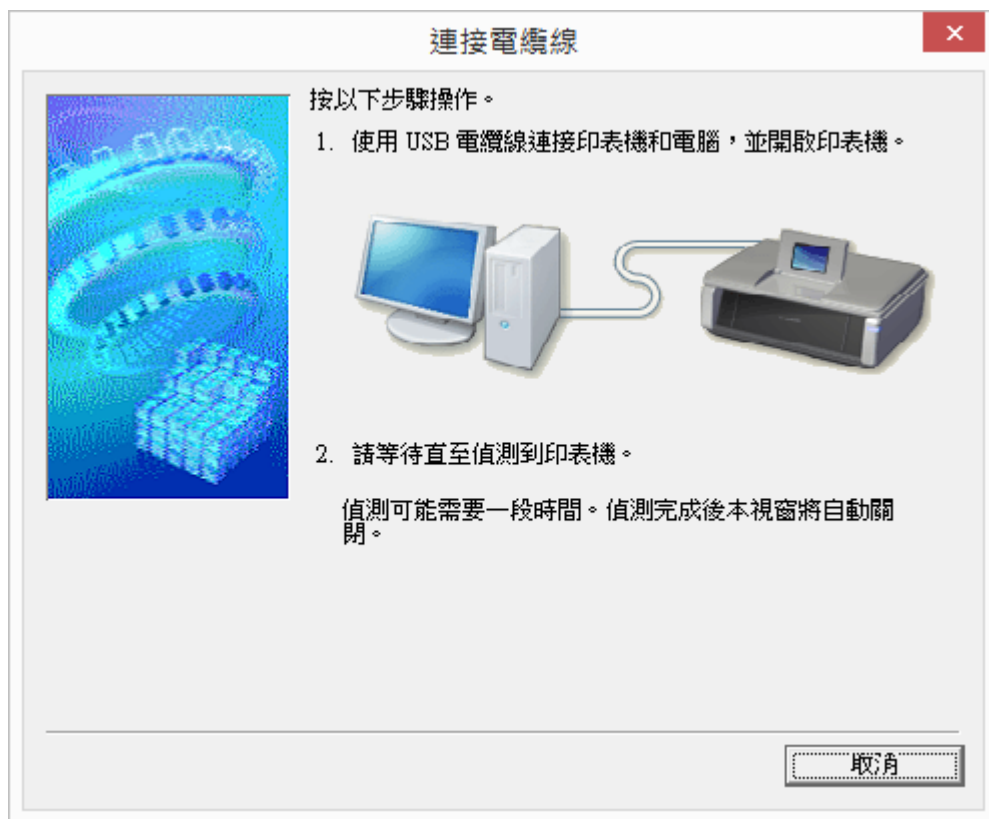 連接電纜線
按以下步驟操作。
1. 使用 USB 電纜線連接印表機和電腦，並開啟印表機。
2. 請等待直至偵測到印表機。
偵測可能需要一段時間。偵測完成後本視窗將自動關
閉。
取消